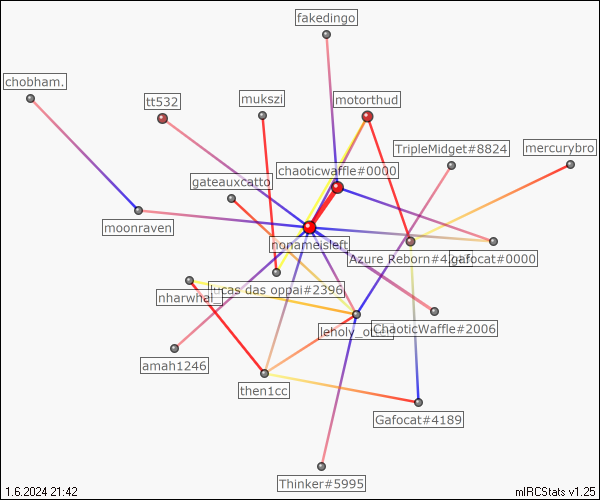 fakedingo
chobham.
tt532
mukszi
motorthud
TripleMidget#8824
mercurybro
chaoticwaffle#0000
gateauxcatto
moonraven
nonameisleft
Azure Reborn#4
gafocat#0000
lucas das oppai#2396
nharwhal_
leholy_
ChaoticWaffle#2006
amah1246
then1cc
Gafocat#4189
Thinker#5995
1.6.2024 21:42
mIRCStats v1.25